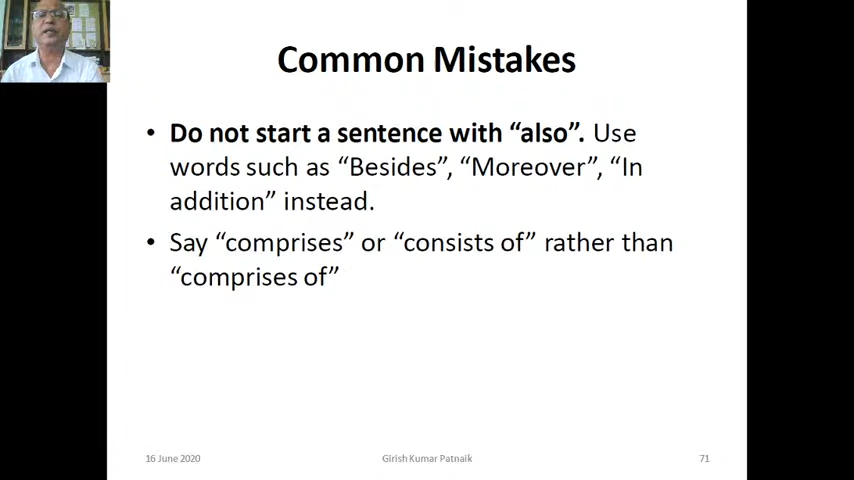 Common Mistakes
• Do not start a sentence with “also”. Use
words such as “Besides”, “Moreover”, “In
addition” instead.
• Say “comprises” or “consists of” rather than
“comprises of”
16 June 2020
Girish Kumar Patnaik
71